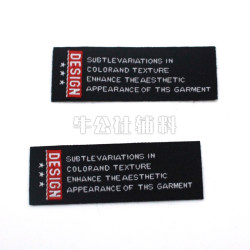 DESIGN
SUBTLEVARIATIONS IN
COLORAND TEXTURE
ENHANCE THEAESTHETIC
APPEARANCE OF THS GARMENT
DESIGN
SUBTLEVARIATIONS IN
COLORAND TEXTURE
ENHANCE THEAESTHETIC
APPEARANCE OF THS GARMENT